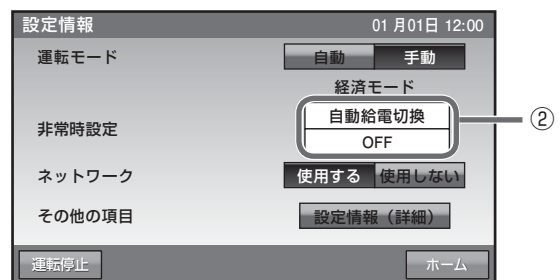 設定情報 01月01日 12:00
運転モード 自動 手動
経済モード
非常時設定 自動給電切換
OFF
②
ネットワーク 使用する 使用しない
その他の項目 設定情報（詳細）
運転停止 ホーム